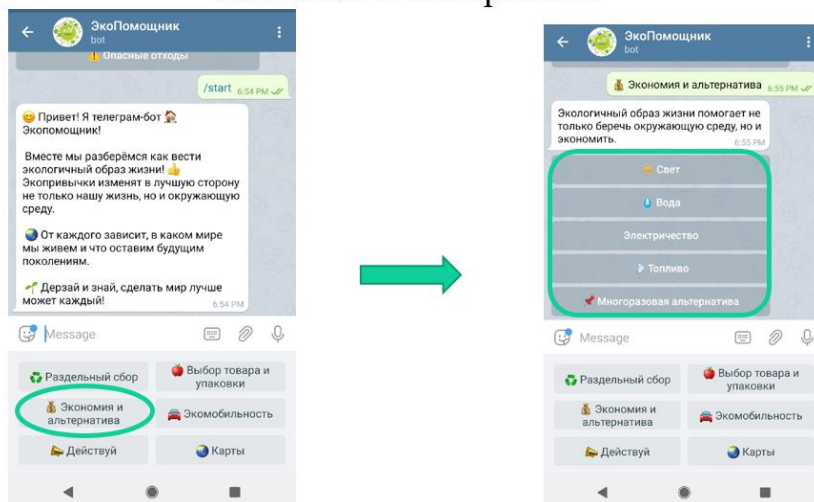 ЭкоПомощник
bot
⚠️ Опасные отходы
/start 6:54 PM
😊 Привет! Я телеграм-бот 🏠
Экопомощник!
Вместе мы разберёмся как вести
экологичный образ жизни! 👍
Экопривычки изменят в лучшую сторону
не только нашу жизнь, но и окружающую
среду.
🌏 От каждого зависит, в каком мире
мы живем и что оставим будущим
поколениям.
🌱 Дерзай и знай, сделать мир лучше
может каждый!
6:54 PM
Message
♻️ Раздельный сбор
🍎 Выбор товара и
упаковки
💰 Экономия и
альтернатива
🚘 Экомобильность
📣 Действуй
🌏 Карты
ЭкоПомощник
bot
💰 Экономия и альтернатива 6:55 PM
Экологичный образ жизни помогает не
только беречь окружающую среду, но и
экономить.
6:55 PM
Свет
💧 Вода
Электричество
💨 Топливо
📌 Многоразовая альтернатива
Message
♻️ Раздельный сбор
🍎 Выбор товара и
упаковки
💰 Экономия и
альтернатива
🚘 Экомобильность
📣 Действуй
🌏 Карты